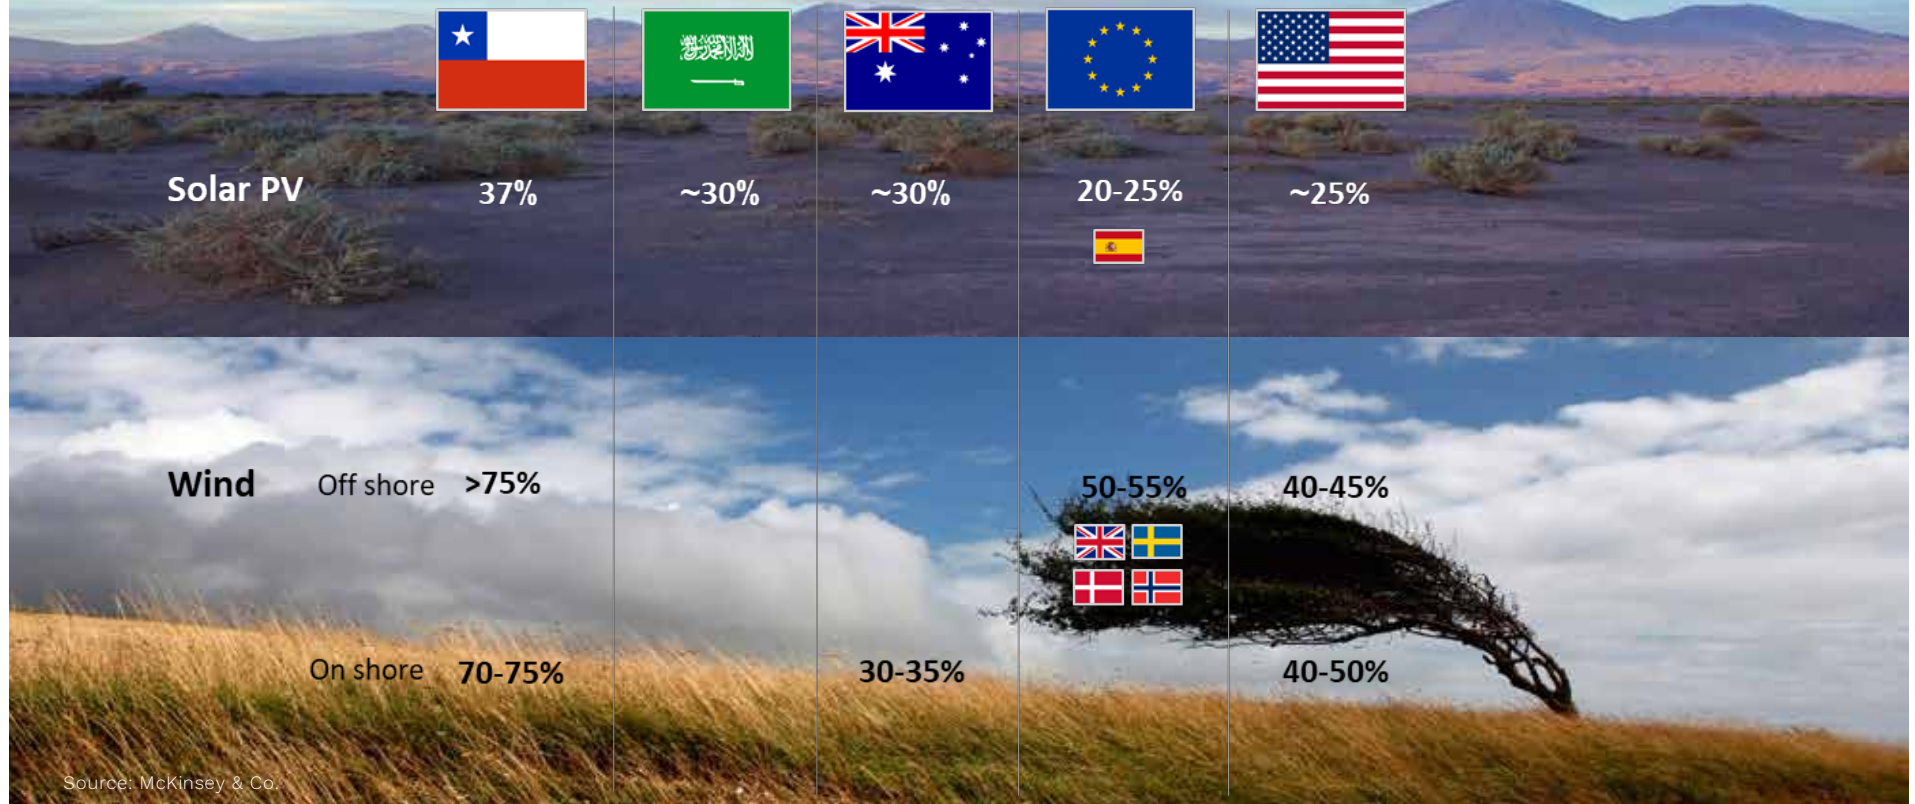 Solar PV 37% ~30% ~30% 20-25% ~25%
Wind Off shore >75% 50-55% 40-45%
On shore 70-75% 30-35% 40-50%
Source: McKinsey & Co.